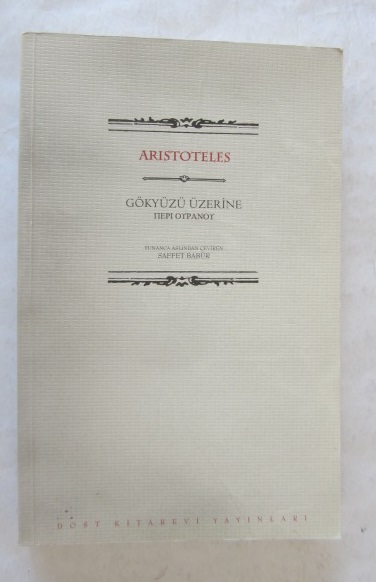 ARISTOTELES
GÖKYÜZÜ ÜZERİNE
ΠΕΡΙ ΟΥΡΑΝΟΥ
YUNANCA ASLINDAN ÇEVİREN
SAFFET BABÜR
DOST KİTABEVİ YAYINLARI